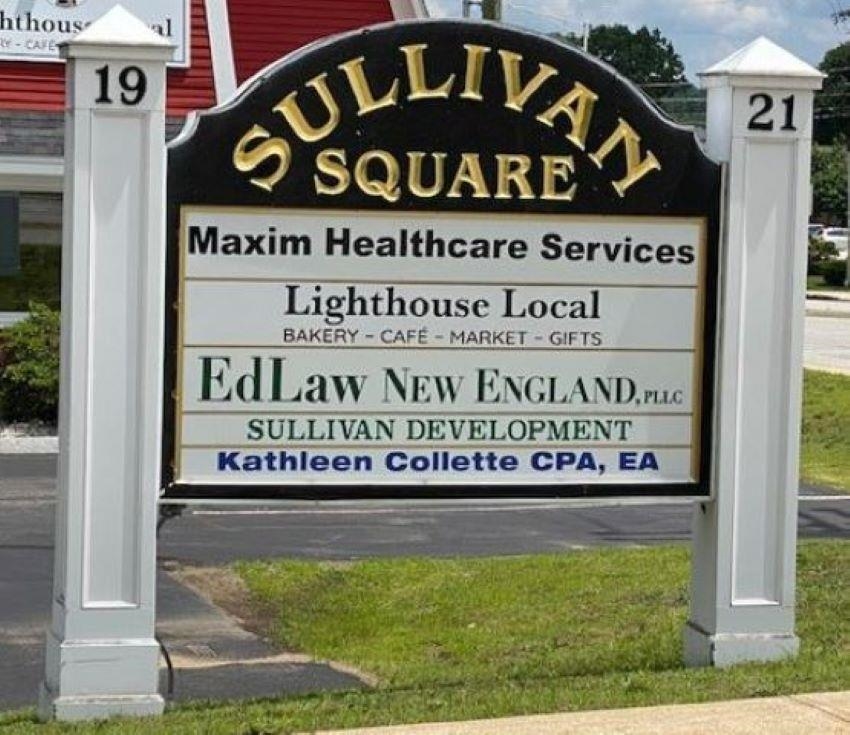 19
21
SULLIVAN
SQUARE
Maxim Healthcare Services
Lighthouse Local
BAKERY - CAFÉ - MARKET - GIFTS
EdLaw NEW ENGLAND, PLLC
SULLIVAN DEVELOPMENT
Kathleen Collette CPA, EA